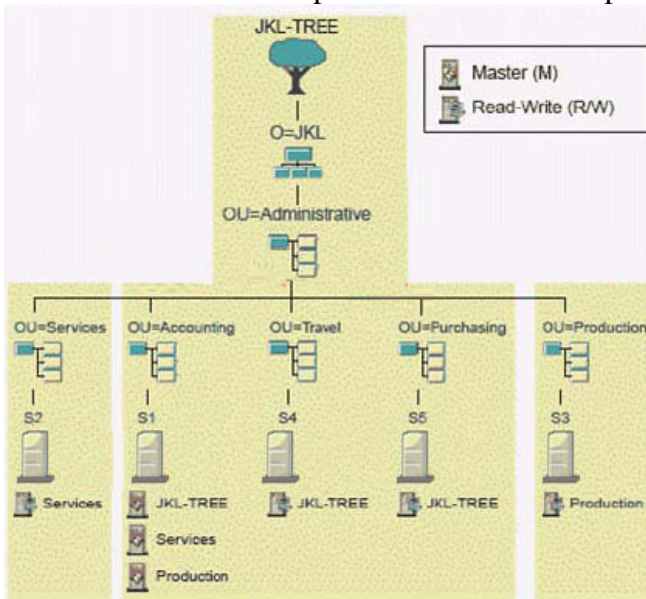 JKL-TREE
Master (M)
Read-Write (R/W)
O=JKL
OU=Administrative
OU=Services OU=Accounting OU=Travel OU=Purchasing OU=Production
S2 S1 S4 S5 S3
Services JKL-TREE JKL-TREE JKL-TREE Production
Services
Production